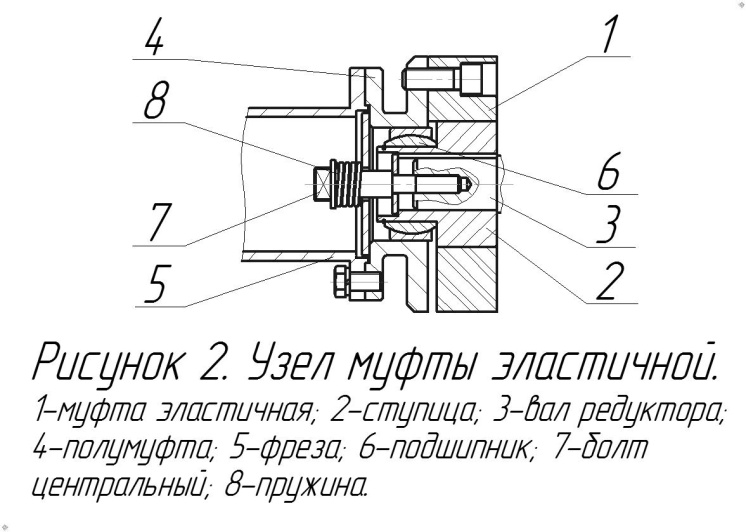 4
1
8
6
7
3
5
2
Рисунок 2. Узел муфты эластичной.
1-муфта эластичная; 2-ступица; 3-вал редуктора;
4-полумуфта; 5-фреза; 6-подшипник; 7-болт
центральный; 8-пружина.